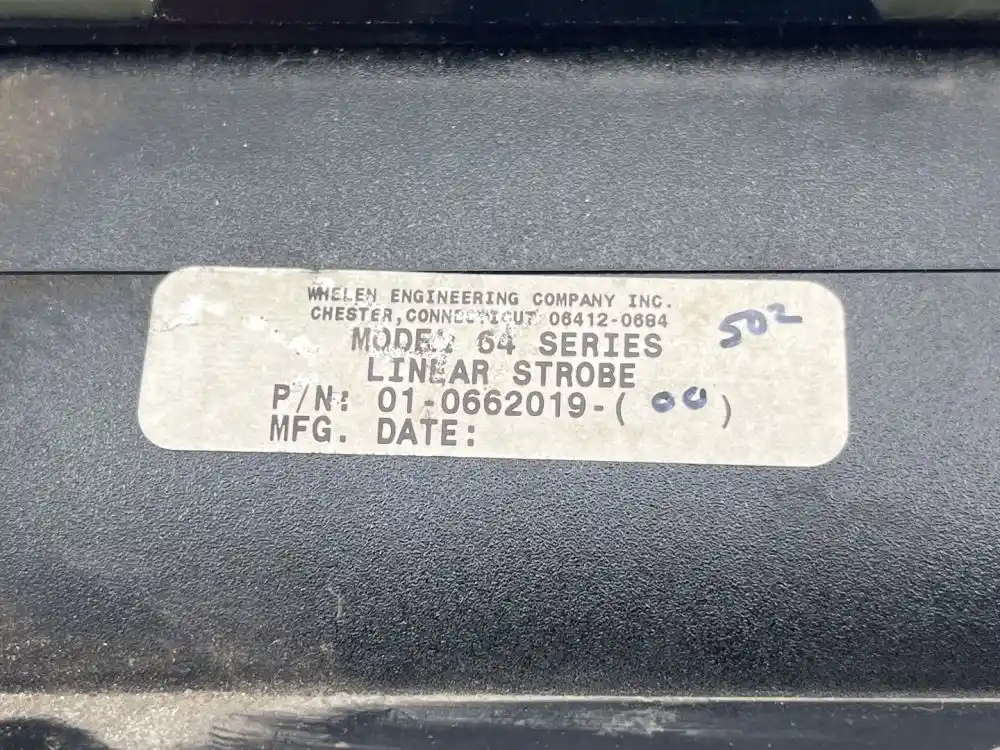 WHELEN ENGINEERING COMPANY INC.
CHESTER, CONNECTICUT 06412-0684
502
MODEL 64 SERIES
LINEAR STROBE
P/N: 01-0662019-( 00 )
MFG. DATE: